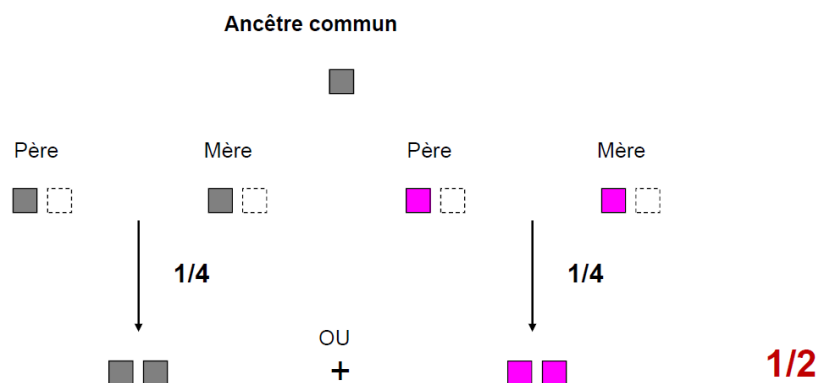 Ancêtre commun
Père Mère Père Mère
1/4 1/4
OU
+
1/2